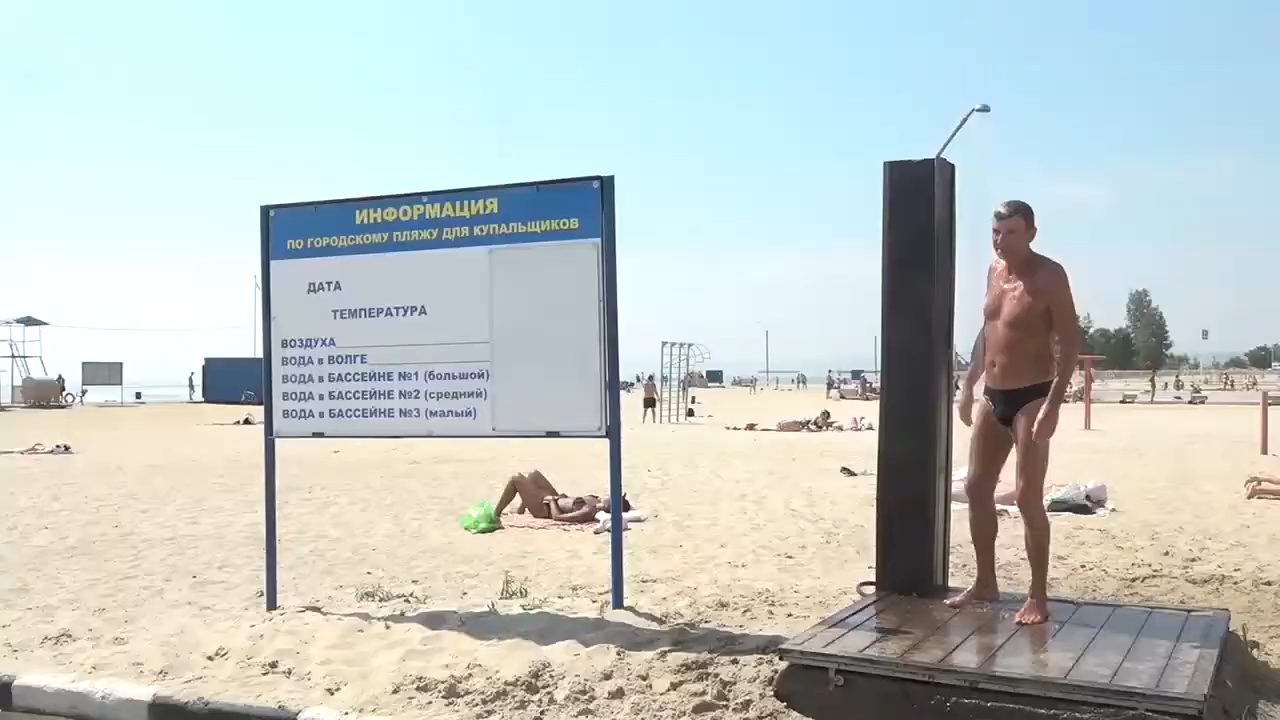 ИНФОРМАЦИЯ
ПО ГОРОДСКОМУ ПЛЯЖУ ДЛЯ КУПАЛЬЩИКОВ
ДАТА
ТЕМПЕРАТУРА
ВОЗДУХА
ВОДА в ВОЛГЕ
ВОДА в БАССЕЙНЕ №1 (большой)
ВОДА в БАССЕЙНЕ №2 (средний)
ВОДА в БАССЕЙНЕ №3 (малый)